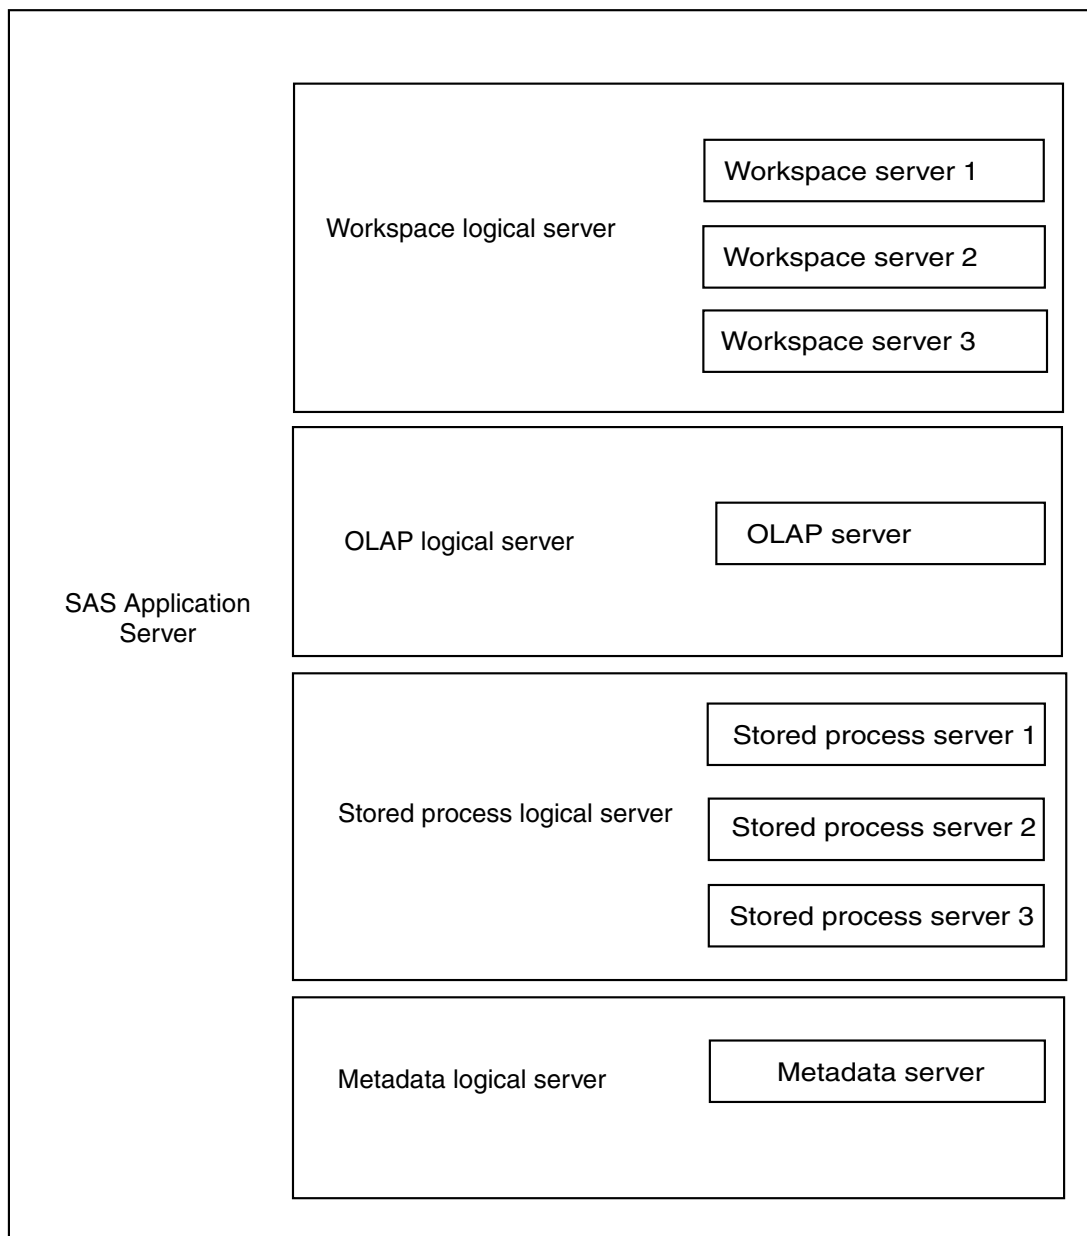 Workspace logical server
Workspace server 1
Workspace server 2
Workspace server 3
OLAP logical server
OLAP server
SAS Application
Server
Stored process logical server
Stored process server 1
Stored process server 2
Stored process server 3
Metadata logical server
Metadata server